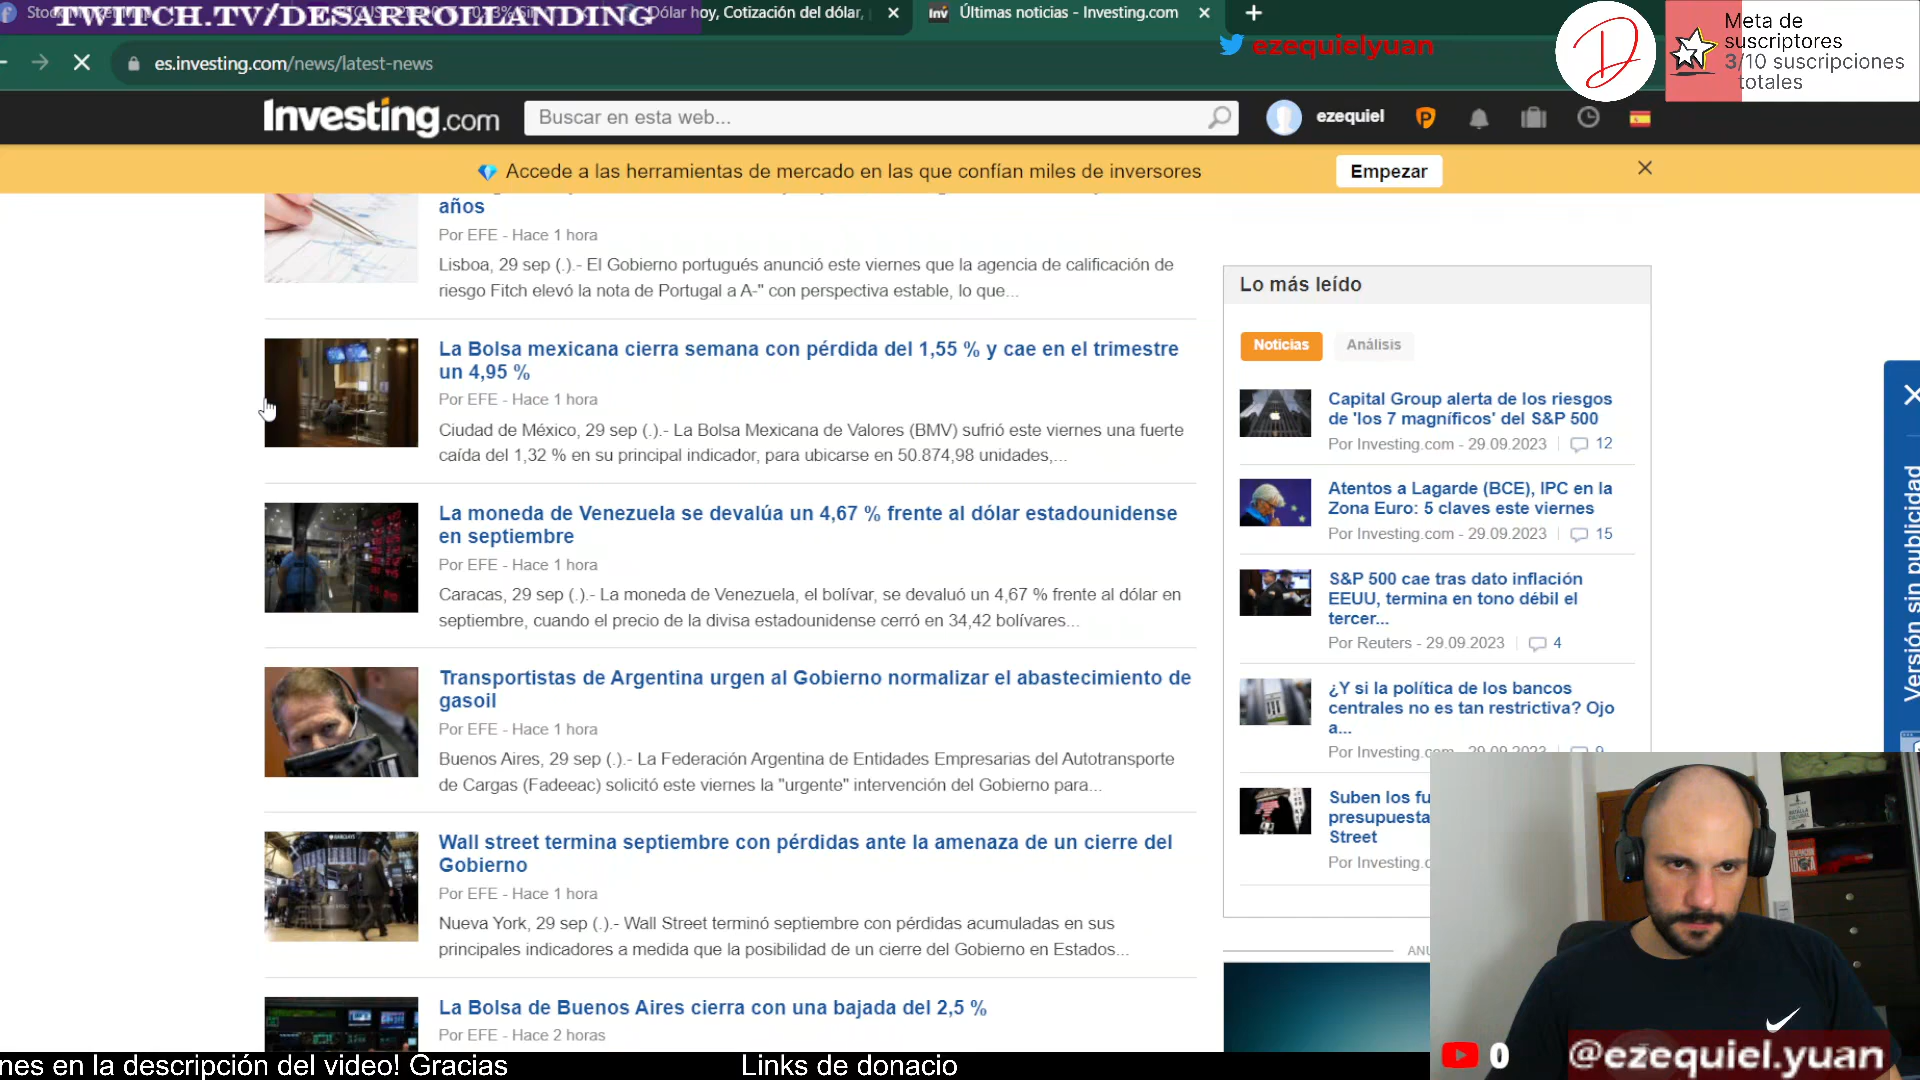 TWITCH.TV/DESARROLLANDING
Dólar hoy, Cotización del dólar,
Últimas noticias - Investing.com
ezequielyuan
Meta de
suscriptores
3/10 suscripciones
totales
es.investing.com/news/latest-news
Investing.com
Buscar en esta web...
ezequiel
Accede a las herramientas de mercado en las que confían miles de inversores
Empezar
años
Por EFE - Hace 1 hora
Lisboa, 29 sep (.).- El Gobierno portugués anunció este viernes que la agencia de calificación de
riesgo Fitch elevó la nota de Portugal a A-" con perspectiva estable, lo que...
La Bolsa mexicana cierra semana con pérdida del 1,55 % y cae en el trimestre
un 4,95 %
Por EFE - Hace 1 hora
Ciudad de México, 29 sep (.).- La Bolsa Mexicana de Valores (BMV) sufrió este viernes una fuerte
caída del 1,32 % en su principal indicador, para ubicarse en 50.874,98 unidades,...
La moneda de Venezuela se devalúa un 4,67 % frente al dólar estadounidense
en septiembre
Por EFE - Hace 1 hora
Caracas, 29 sep (.).- La moneda de Venezuela, el bolívar, se devaluó un 4,67 % frente al dólar en
septiembre, cuando el precio de la divisa estadounidense cerró en 34,42 bolívares...
Transportistas de Argentina urgen al Gobierno normalizar el abastecimiento de
gasoil
Por EFE - Hace 1 hora
Buenos Aires, 29 sep (.).- La Federación Argentina de Entidades Empresarias del Autotransporte
de Cargas (Fadeeac) solicitó este viernes la "urgente" intervención del Gobierno para...
Wall street termina septiembre con pérdidas ante la amenaza de un cierre del
Gobierno
Por EFE - Hace 1 hora
Nueva York, 29 sep (.).- Wall Street terminó septiembre con pérdidas acumuladas en sus
principales indicadores a medida que la posibilidad de un cierre del Gobierno en Estados...
La Bolsa de Buenos Aires cierra con una bajada del 2,5 %
Por EFE - Hace 2 horas
Lo más leído
Noticias
Análisis
Capital Group alerta de los riesgos
de 'los 7 magníficos' del S&P 500
Por Investing.com - 29.09.2023 12
Atentos a Lagarde (BCE), IPC en la
Zona Euro: 5 claves este viernes
Por Investing.com - 29.09.2023 15
S&P 500 cae tras dato inflación
EEUU, termina en tono débil el
tercer...
Por Reuters - 29.09.2023 4
¿Y si la política de los bancos
centrales no es tan restrictiva? Ojo
a...
Por Investing.com - 29.09.2023 9
Suben los fu
presupuesta
Street
Por Investing.c
ANU
Versión sin publicidad
0
@ezequiel.yuan
nes en la descripción del video! Gracias
Links de donacio